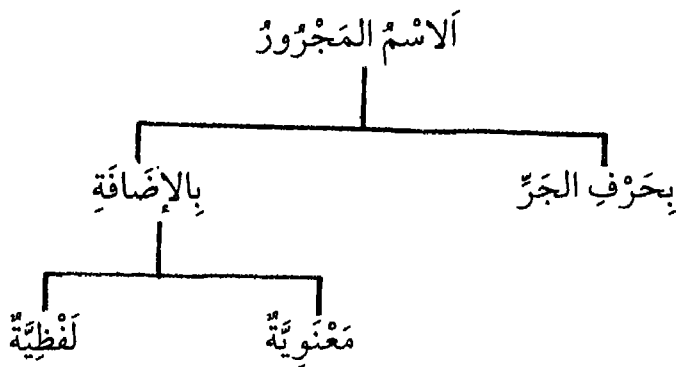 اَلاسْمُ المَجْرُورُ
بِحَرْفِ الجَرِّ بِالإِضَافَةِ
مَعْنَوِيَّةٌ لَفْظِيَّةٌ